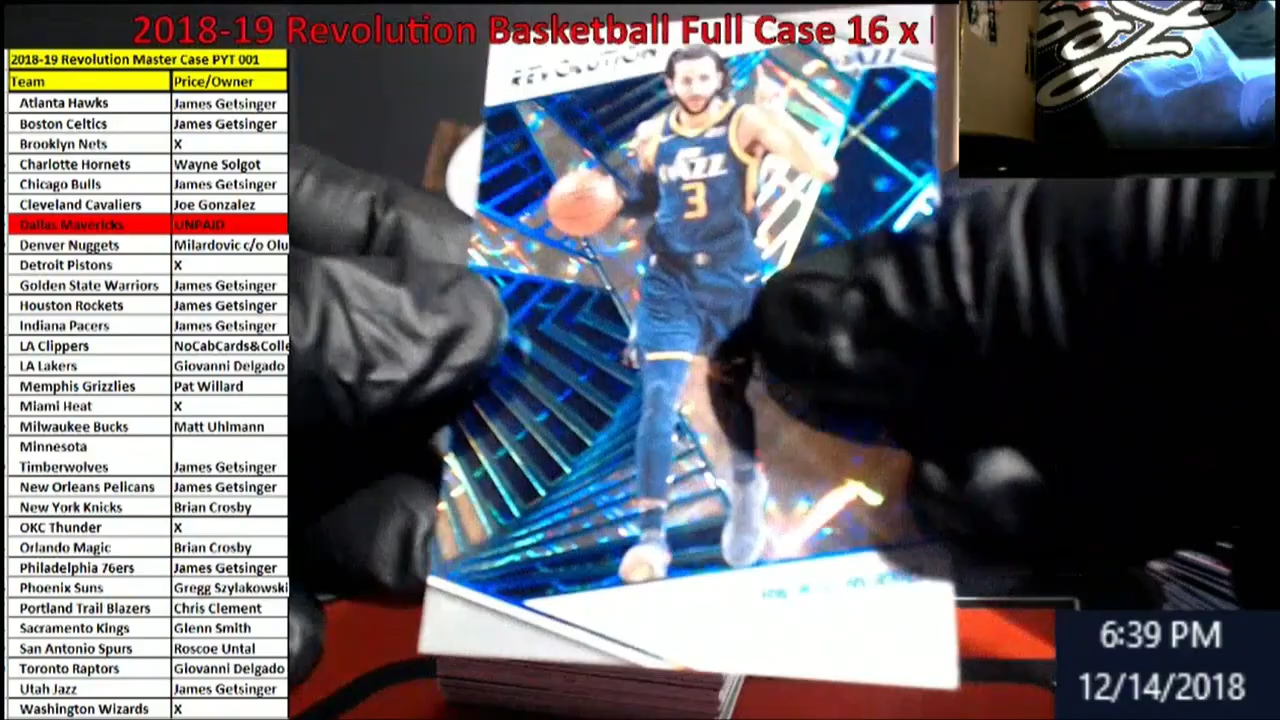 2018-19 Revolution Basketball Full Case 16 x
2018-19 Revolution Master Case PYT 001
Team Price/Owner
Atlanta Hawks James Getsinger
Boston Celtics James Getsinger
Brooklyn Nets X
Charlotte Hornets Wayne Solgot
Chicago Bulls James Getsinger
Cleveland Cavaliers Joe Gonzalez
Dallas Mavericks UNPAID
Denver Nuggets Milardovic c/o Olu
Detroit Pistons X
Golden State Warriors James Getsinger
Houston Rockets James Getsinger
Indiana Pacers James Getsinger
LA Clippers NoCabCards&Colle
LA Lakers Giovanni Delgado
Memphis Grizzlies Pat Willard
Miami Heat X
Milwaukee Bucks Matt Uhlmann
Minnesota
Timberwolves James Getsinger
New Orleans Pelicans James Getsinger
New York Knicks Brian Crosby
OKC Thunder X
Orlando Magic Brian Crosby
Philadelphia 76ers James Getsinger
Phoenix Suns Gregg Szylakowski
Portland Trail Blazers Chris Clement
Sacramento Kings Glenn Smith
San Antonio Spurs Roscoe Untal
Toronto Raptors Giovanni Delgado
Utah Jazz James Getsinger
Washington Wizards X
REVOLUTION
JAZZ
JAZZ
3
6:39 PM
12/14/2018